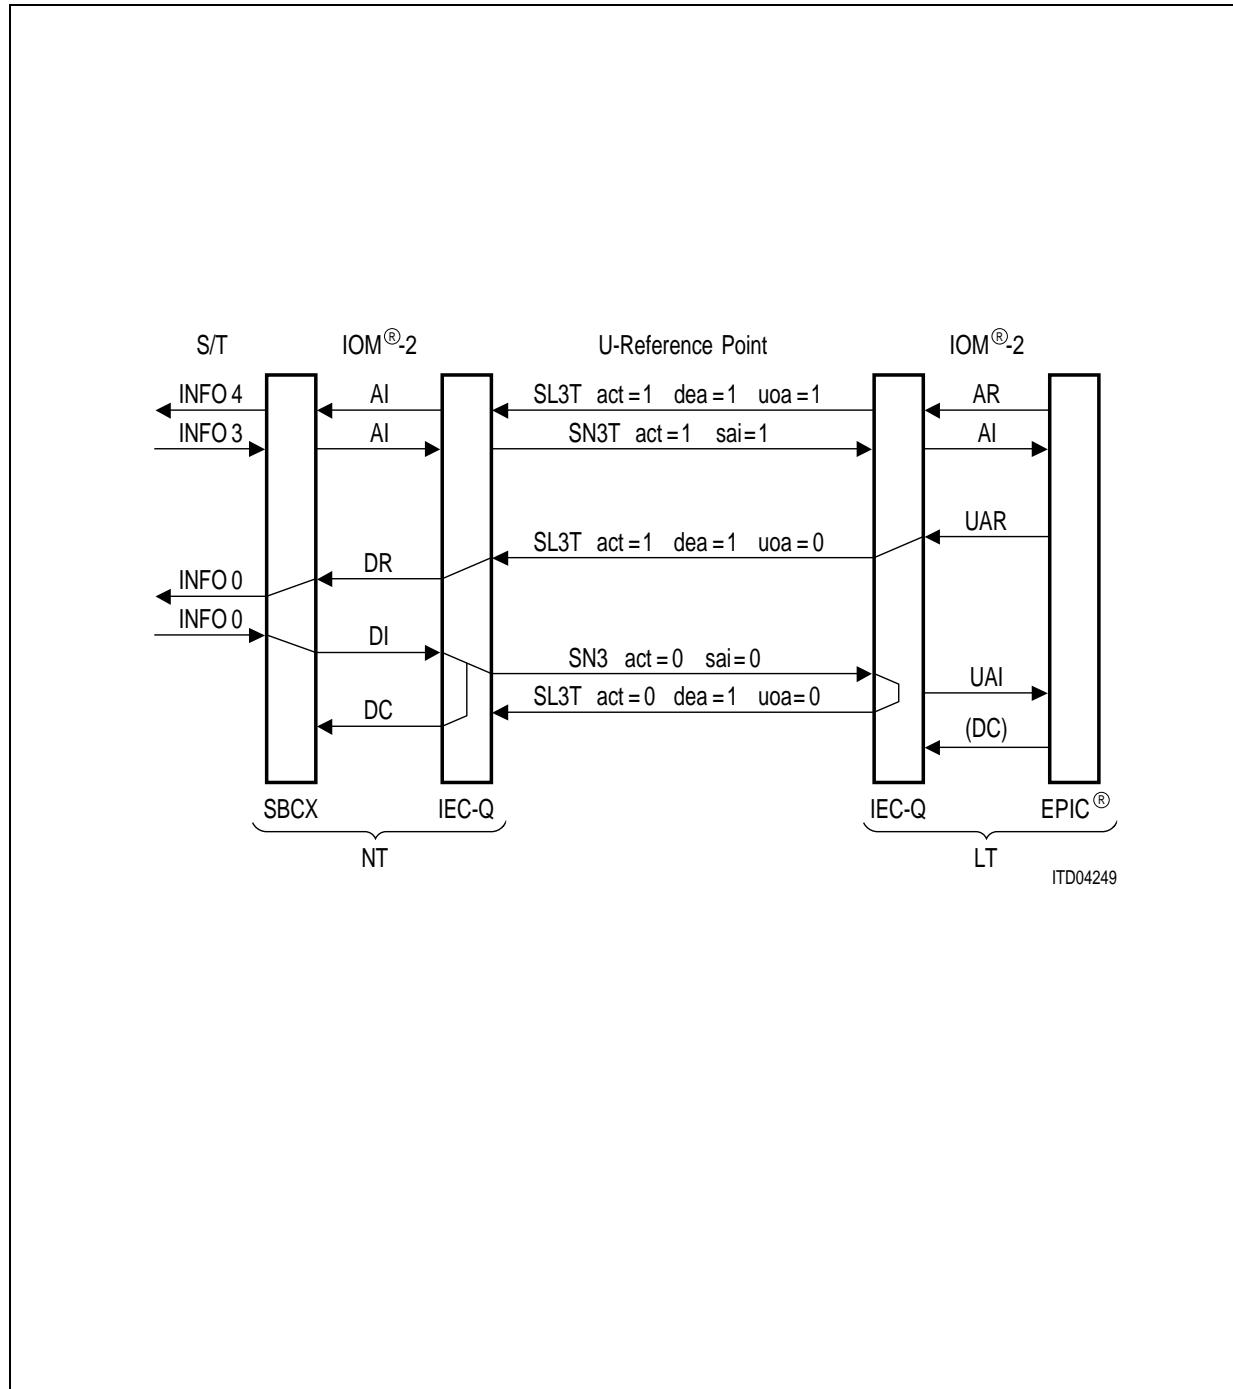 S/T IOM®-2 U-Reference Point IOM®-2
INFO 4 AI SL3T act = 1 dea = 1 uoa = 1 AR
INFO 3 AI SN3T act = 1 sai = 1 AI
UAR
SL3T act = 1 dea = 1 uoa = 0
DR
INFO 0
INFO 0
DI
SN3 act = 0 sai = 0
UAI
SL3T act = 0 dea = 1 uoa = 0
DC
(DC)
SBCX IEC-Q IEC-Q EPIC®
NT LT
ITD04249